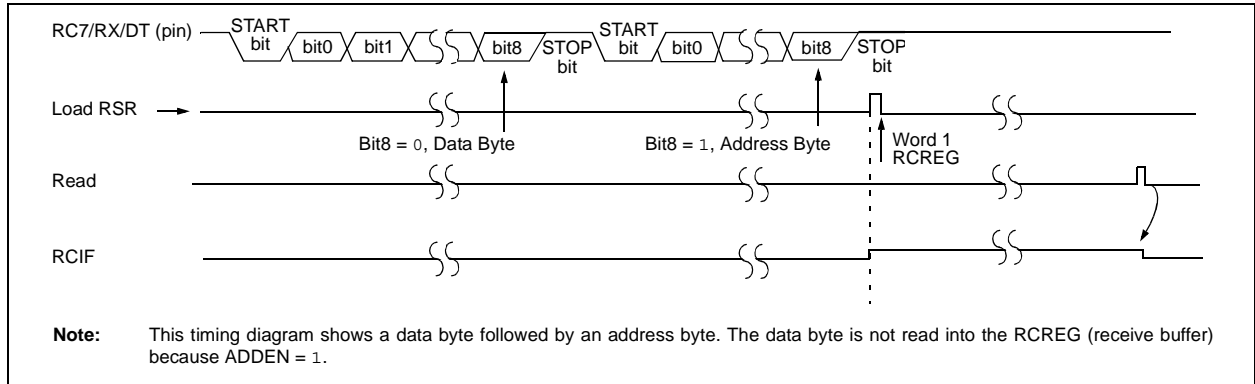 RC7/RX/DT (pin)
START
bit
bit0
bit1
bit8
STOP
bit
START
bit
bit0
bit8
STOP
bit
Load RSR
Bit8 = 0, Data Byte
Bit8 = 1, Address Byte
Word 1
RCREG
Read
RCIF
Note: This timing diagram shows a data byte followed by an address byte. The data byte is not read into the RCREG (receive buffer)
because ADDEN = 1.